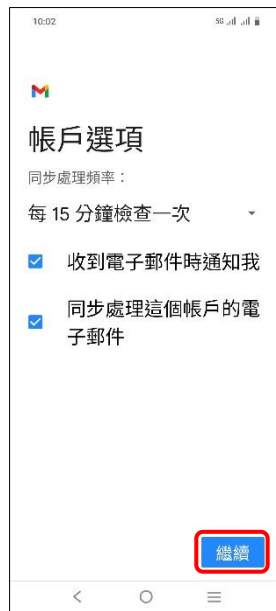 10:02
5G
帳戶選項
同步處理頻率：
每 15 分鐘檢查一次
收到電子郵件時通知我
同步處理這個帳戶的電
子郵件
繼續